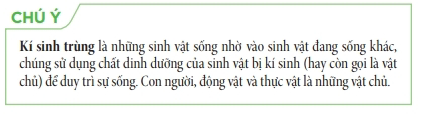 CHÚ Ý
Kí sinh trùng là những sinh vật sống nhờ vào sinh vật đang sống khác,
chúng sử dụng chất dinh dưỡng của sinh vật bị kí sinh (hay còn gọi là vật
chủ) để duy trì sự sống. Con người, động vật và thực vật là những vật chủ.